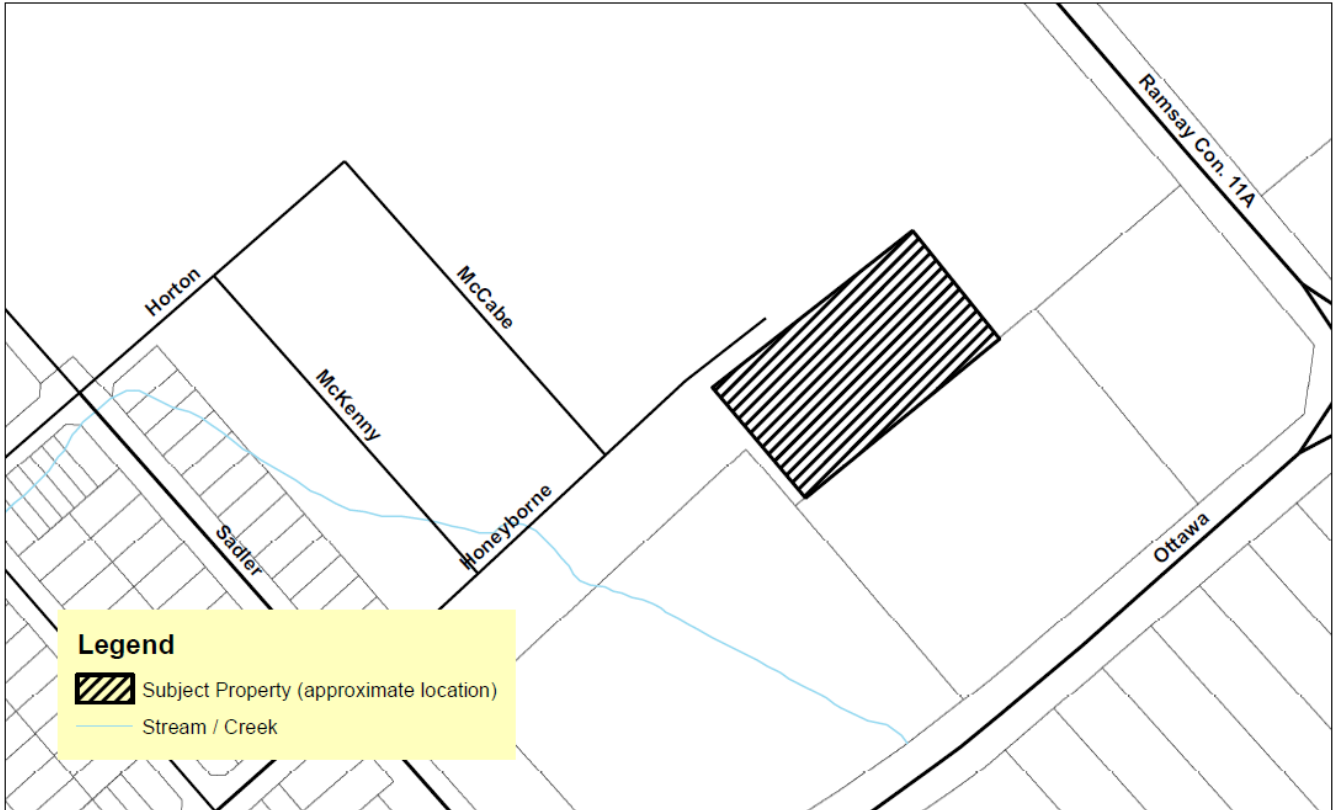 Ramsay Con. 11A
Horton
McCabe
McKenny
Honeyborne
Sadler
Ottawa
Legend
Subject Property (approximate location)
Stream / Creek